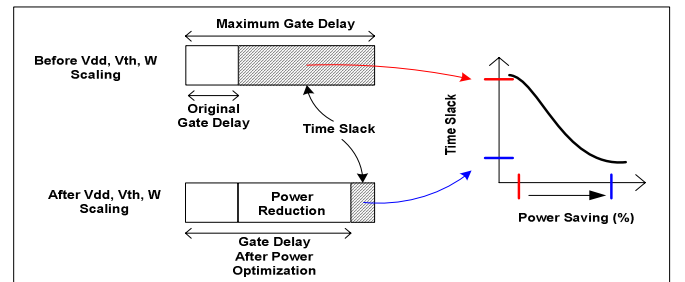 Maximum Gate Delay
Before Vdd, Vth, W
Scaling
Original
Gate Delay
Time Slack
Time Slack
After Vdd, Vth, W
Scaling
Power
Reduction
Power Saving (%)
Gate Delay
After Power
Optimization